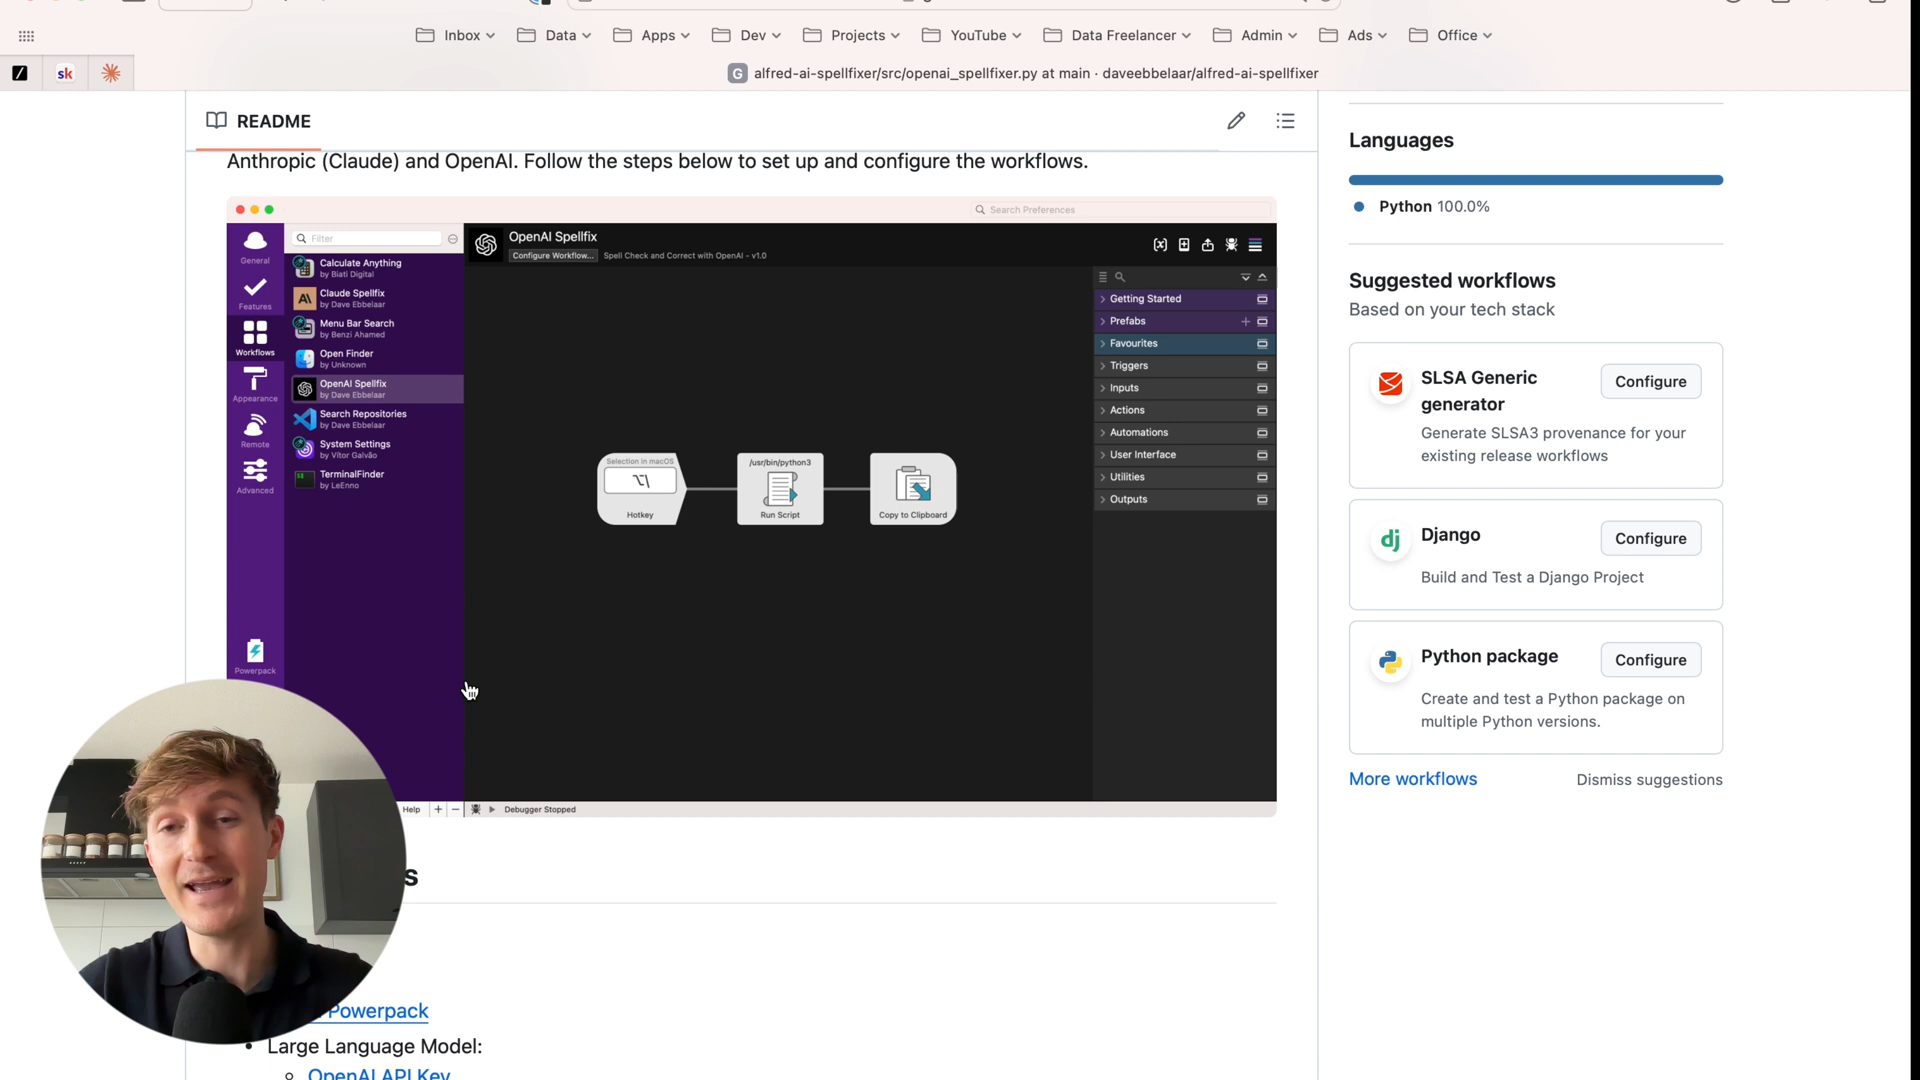 Inbox
Data
Apps
Dev
Projects
YouTube
Data Freelancer
Admin
Ads
Office
sk
G alfred-ai-spellfixer/src/openai_spellfixer.py at main · daveebbelaar/alfred-ai-spellfixer
README
Anthropic (Claude) and OpenAI. Follow the steps below to set up and configure the workflows.
Search Preferences
General
Features
Workflows
Appearance
Remote
Advanced
Powerpack
Filter
Calculate Anything
by Biati Digital
Claude Spellfix
by Dave Ebbelaar
Menu Bar Search
by Benzi Ahamed
Open Finder
by Unknown
OpenAI Spellfix
by Dave Ebbelaar
Search Repositories
by Dave Ebbelaar
System Settings
by Vítor Galvão
TerminalFinder
by LeEnno
OpenAI Spellfix
Configure Workflow... Spell Check and Correct with OpenAI - v1.0
Selection in macOS
⌥\
Hotkey
/usr/bin/python3
Run Script
Copy to Clipboard
Getting Started
Prefabs
Favourites
Triggers
Inputs
Actions
Automations
User Interface
Utilities
Outputs
Help
Debugger Stopped
s
Powerpack
Large Language Model:
OpenAI API Key
Languages
Python 100.0%
Suggested workflows
Based on your tech stack
SLSA Generic
generator
Configure
Generate SLSA3 provenance for your
existing release workflows
dj
Django
Configure
Build and Test a Django Project
Python package
Configure
Create and test a Python package on
multiple Python versions.
More workflows
Dismiss suggestions